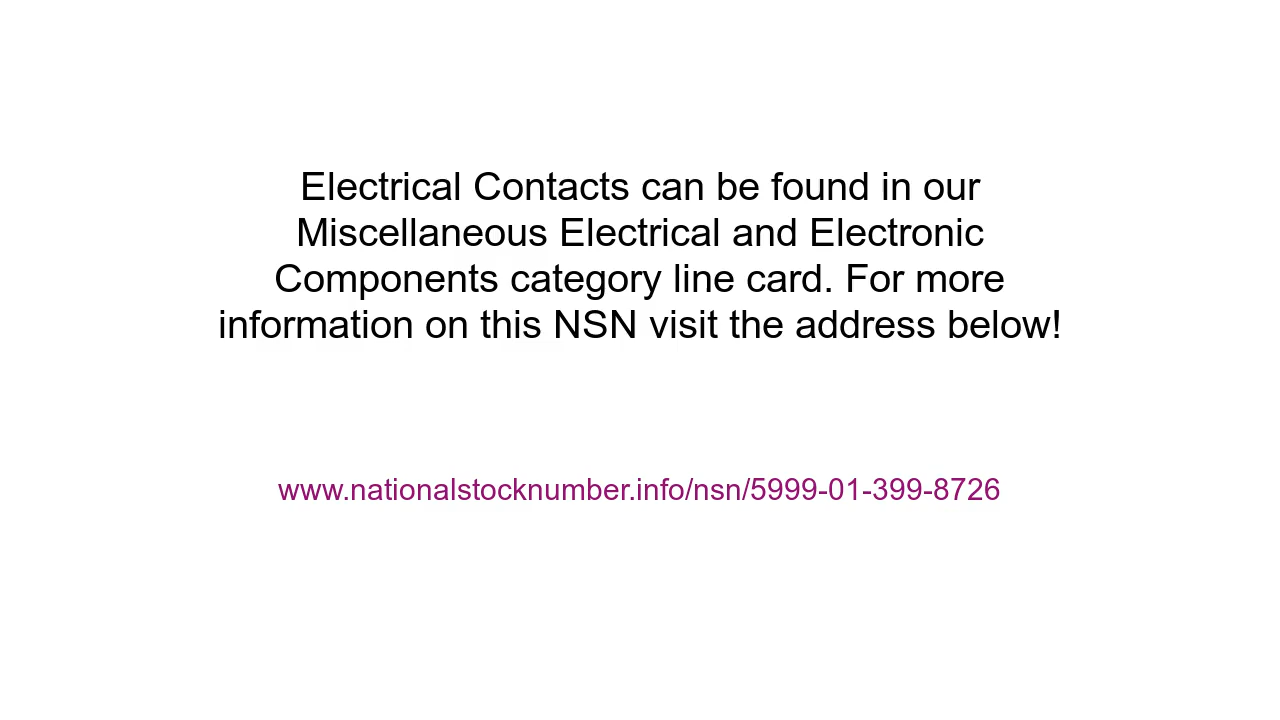 Electrical Contacts can be found in our
Miscellaneous Electrical and Electronic
Components category line card. For more
information on this NSN visit the address below!
www.nationalstocknumber.info/nsn/5999-01-399-8726